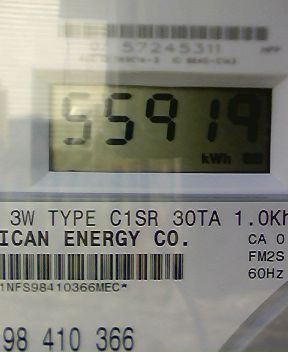 57245311
55919
kWh
3W TYPE C1SR 30TA 1.0Kh
ICAN ENERGY CO.
CA 0
FM2S
60Hz
1NFS98410366MEC*
98 410 366